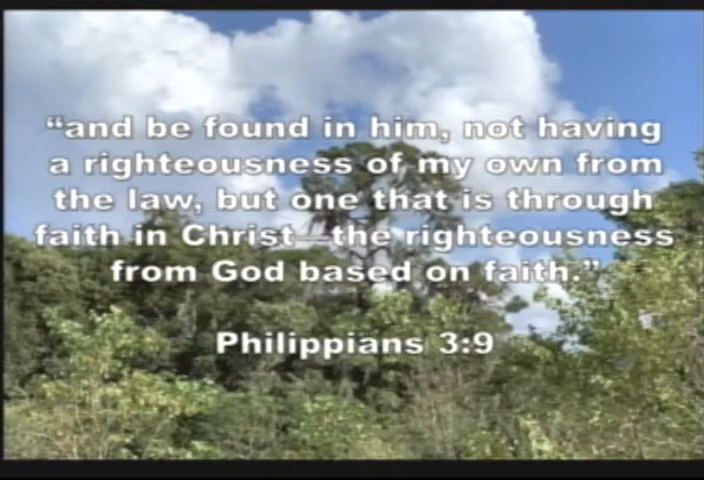 “and be found in him, not having
a righteousness of my own from
the law, but one that is through
faith in Christ—the righteousness
from God based on faith.”
Philippians 3:9